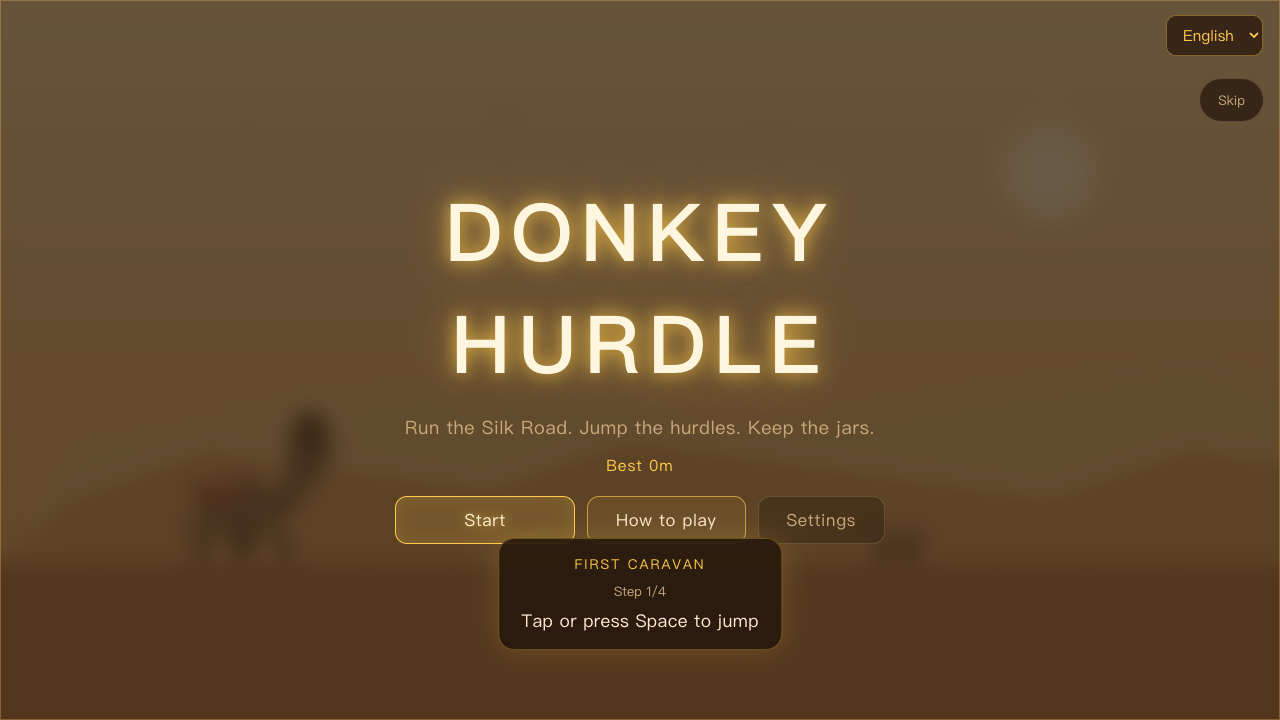 English
Skip
DONKEY
HURDLE
Run the Silk Road. Jump the hurdles. Keep the jars.
Best 0m
Start
How to play
Settings
FIRST CARAVAN
Step 1/4
Tap or press Space to jump